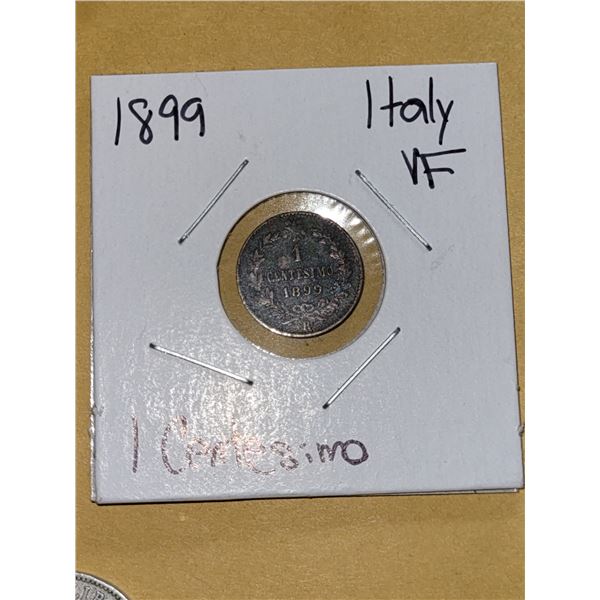 1899 Italy
VF
1
CENTESIMO
1899
R
1 Centesimo